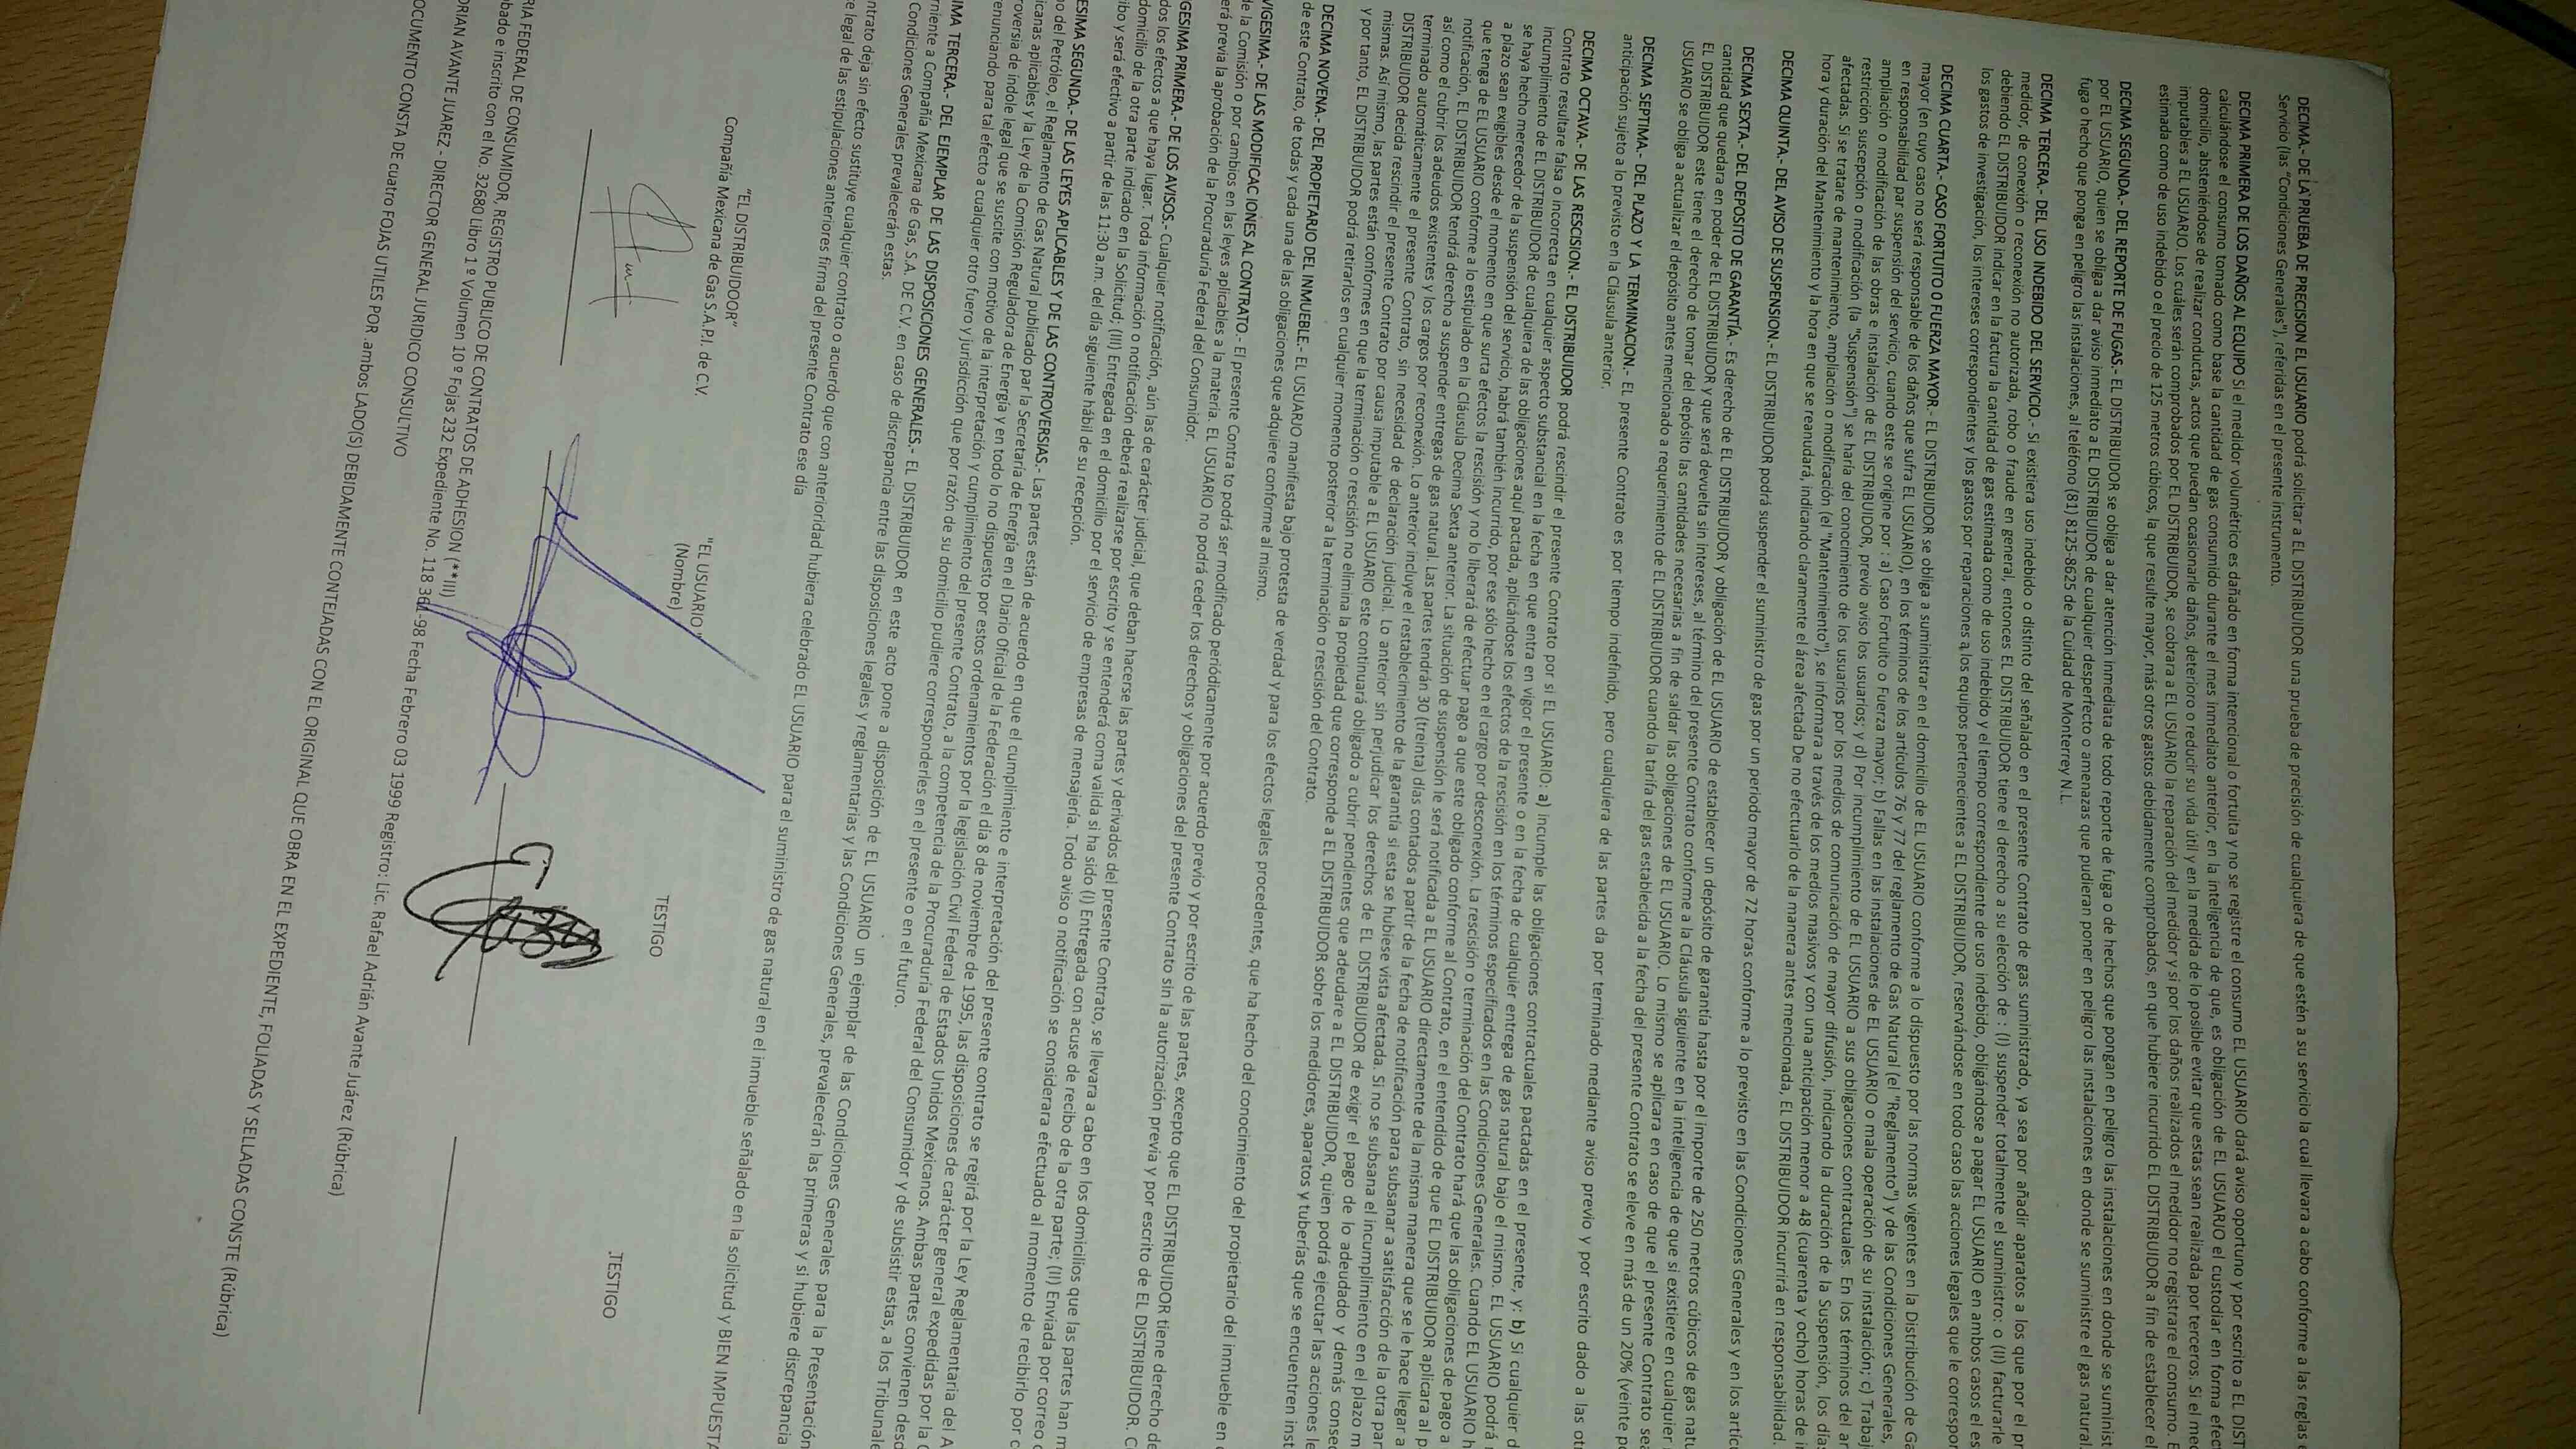 DECIMA.- DE LA PRUEBA DE PRECISION EL USUARIO podrá solicitar a EL DISTRIBUIDOR una prueba de precisión de cualquiera de que estén a su servicio la cual llevara a cabo conforme a las reglas
Servicio (las "Condiciones Generales"), referidas en el presente instrumento.
DECIMA PRIMERA DE LOS DAÑOS AL EQUIPO Si el medidor volumétrico es dañado en forma intencional o fortuita y no se registre el consumo EL USUARIO dará aviso oportuno y por escrito a EL DIST
calculándose el consumo tomado como base la cantidad de gas consumido durante el mes inmediato anterior, en la inteligencia de que, es obligación de EL USUARIO el custodiar en forma efec
domicilio, absteniéndose de realizar conductas, actos que puedan ocasionarle daños, deterioro o reducir su vida útil y en la medida de lo posible evitar que estas sean realizada por terceros. Si el med
imputables a EL USUARIO. Los cuáles serán comprobados por EL DISTRIBUIDOR, se cobrara a EL USUARIO la reparación del medidor y si por los daños realizados el medidor no registrare el consumo. E
estimada como de uso indebido o el precio de 125 metros cúbicos, la que resulte mayor, más otros gastos debidamente comprobados, en que hubiere incurrido EL DISTRIBUIDOR a fin de establecer el
DECIMA SEGUNDA.- DEL REPORTE DE FUGAS.- EL DISTRIBUIDOR se obliga a dar atención inmediata de todo reporte de fuga o de hechos que pongan en peligro las instalaciones en donde se suminist
por EL USUARIO, quien se obliga a dar aviso inmediato a EL DISTRIBUIDOR de cualquier desperfecto o amenazas que pudieran poner en peligro las instalaciones en donde se suministre el gas natural.
fuga o hecho que ponga en peligro las instalaciones, al teléfono (81) 8125-8625 de la Cuidad de Monterrey N.L.
DECIMA TERCERA.- DEL USO INDEBIDO DEL SERVICIO.- Si existiera uso indebido o distinto del señalado en el presente Contrato de gas suministrado, ya sea por añadir aparatos a los que por el pr
medidor, de conexión o reconexión no autorizada, robo o fraude en general, entonces EL DISTRIBUIDOR tiene el derecho a su elección de : (I) suspender totalmente el suministro: o (II) facturarle
debiendo EL DISTRIBUIDOR indicar en la factura la cantidad de gas estimada como de uso indebido y el tiempo correspondiente de uso indebido, obligándose a pagar EL USUARIO en ambos casos el es
los gastos de investigación, los intereses correspondientes y los gastos por reparaciones a los equipos pertenecientes a EL DISTRIBUIDOR, reservándose en todo caso las acciones legales que le correspon
DECIMA CUARTA.- CASO FORTUITO 0 FUERZA MAYOR.- EL DISTRIBUIDOR se obliga a suministrar en el domicilio de EL USUARIO conforme a lo dispuesto por las normas vigentes en la Distribución de Ga
mayor (en cuyo caso no será responsable de los daños que sufra EL USUARIO), en los términos de los artículos 76 y 77 del reglamento de Gas Natural (el "Reglamento") y de las Condiciones Generales,
en responsabilidad par suspensión del servicio, cuando este se origine por : a) Caso Fortuito o Fuerza mayor; b) Fallas en las instalaciones de EL USUARIO o mala operación de su instalación; c) Trabaj
ampliación o modificación de las obras e instalación de EL DISTRIBUIDOR, previo aviso los usuarios; y d) Por incumplimiento de EL USUARIO a sus obligaciones contractuales. En los términos del ar
restricción suscepción o modificación (la "Suspensión") se haría del conocimiento de los usuarios por los medios de comunicación de mayor difusión, indicando la duración de la Suspensión, los día
afectadas. Si se tratare de mantenimiento, ampliación o modificación (el "Mantenimiento"), se informara a través de los medios masivos y con una anticipación menor a 48 (cuarenta y ocho) horas de i
hora y duración del Mantenimiento y la hora en que se reanudará, indicando claramente el área afectada De no efectuarlo de la manera antes mencionada, EL DISTRIBUIDOR incurrirá en responsabilidad.
DECIMA QUINTA.- DEL AVISO DE SUSPENSION.- EL DISTRIBUIDOR podrá suspender el suministro de gas por un periodo mayor de 72 horas conforme a lo previsto en las Condiciones Generales y en los artíc
DECIMA SEXTA.- DEL DEPOSITO DE GARANTÍA.- Es derecho de EL DISTRIBUIDOR y obligación de EL USUARIO de establecer un depósito de garantía hasta por el importe de 250 metros cúbicos de gas natu
cantidad que quedara en poder de EL DISTRIBUIDOR y que será devuelta sin intereses, al término del presente Contrato conforme a la Cláusula siguiente en la inteligencia de que si existiere en cualquier
EL DISTRIBUIDOR este tiene el derecho de tomar del depósito las cantidades necesarias a fin de saldar las obligaciones de EL USUARIO. Lo mismo se aplicara en caso de que el presente Contrato sea
USUARIO se obliga a actualizar el depósito antes mencionado a requerimiento de EL DISTRIBUIDOR cuando la tarifa del gas establecida a la fecha del presente Contrato se eleve en más de un 20% (veinte p
DECIMA SEPTIMA.- DEL PLAZO Y LA TERMINACION.- EL presente Contrato es por tiempo indefinido, pero cualquiera de las partes da por terminado mediante aviso previo y por escrito dado a las ot
anticipación sujeto a lo previsto en la Cláusula anterior.
DECIMA OCTAVA.- DE LAS RESCISION.- EL DISTRIBUIDOR podrá rescindir el presente Contrato por si EL USUARIO: a) incumple las obligaciones contractuales pactadas en el presente, y: b) Si cualquier d
Contrato resultare falsa o incorrecta en cualquier aspecto substancial en la fecha en que entra en vigor el presente o en la fecha de cualquier entrega de gas natural bajo el mismo. EL USUARIO podrá
incumplimiento de EL DISTRIBUIDOR de cualquiera de las obligaciones aquí pactada, aplicándose los efectos de la rescisión en los términos especificados en las Condiciones Generales. Cuando EL USUARIO h
se haya hecho merecedor de la suspensión del servicio, habrá también incurrido, por ese sólo hecho en el cargo por desconexión. La rescisión o terminación del Contrato hará que las obligaciones de pago a
a plazo sean exigibles desde el momento en que surta efectos la rescisión y no lo liberará de efectuar pago a que este obligado conforme al Contrato, en el entendido de que EL DISTRIBUIDOR aplicara al p
que tenga de EL USUARIO conforme a lo estipulado en la Cláusula Decima Sexta anterior. La situación de suspensión le será notificada a EL USUARIO directamente de la misma manera que se le hace llegar a
notificación, EL DISTRIBUIDOR tendrá derecho a suspender entregas de gas natural. Las partes tendrán 30 (treinta) días contados a partir de la fecha de notificación para subsanar a satisfacción de la otra par
así como el cubrir los adeudos existentes y los cargos por reconexión. Lo anterior incluye el restablecimiento de la garantía si esta se hubiese vista afectada. Si no se subsana el incumplimiento en el plazo m
terminado automáticamente el presente Contrato, sin necesidad de declaración judicial. Lo anterior sin perjudicar los derechos de EL DISTRIBUIDOR de exigir el pago de lo adeudado y demás consec
DISTRIBUIDOR decida rescindir el presente Contrato por causa imputable a EL USUARIO este continuará obligado a cubrir pendientes que adeudare a EL DISTRIBUIDOR, quien podrá ejecutar las acciones le
mismas. Así mismo, las partes están conformes en que la terminación o rescisión no elimina la propiedad que corresponde a EL DISTRIBUIDOR sobre los medidores, aparatos y tuberías que se encuentren inst
y por tanto, EL DISTRIBUIDOR podrá retirarlos en cualquier momento posterior a la terminación o rescisión del Contrato.
DECIMA NOVENA.- DEL PROPIETARIO DEL INMUEBLE.- EL USUARJO manifiesta bajo protesta de verdad y para los efectos legales procedentes, que ha hecho del conocimiento del propietario del inmueble en
de este Contrato, de todas y cada una de las obligaciones que adquiere conforme al mismo.
VIGESIMA.- DE LAS MODIFICAC IONES AL CONTRATO.- El presente Contra to podrá ser modificado periódicamente por acuerdo previo y por escrito de las partes, excepto que EL DISTRIBUIDOR tiene derecho de
de la Comisión o por cambios en las leyes aplicables a la materia. EL USUARIO no podrá ceder los derechos y obligaciones del presente Contrato sin la autorización previa y por escrito de EL DISTRIBUIDOR. C
erá previa la aprobación de la Procuraduría Federal del Consumidor.
GESIMA PRIMERA.- DE LOS AVISOS.- Cualquier notificación, aún las de carácter judicial, que deban hacerse las partes y derivados del presente Contrato, se llevara a cabo en los domicilios que las partes han m
dos los efectos a que haya lugar. Toda información o notificación deberá realizarse por escrito y se entenderá coma valida si ha sido (I) Entregada con acuse de recibo de la otra parte; (II) Enviada por correo
domicilio de la otra parte indicado en la Solicitud; (III) Entregada en el domicilio por el servicio de empresas de mensajería. Todo aviso o notificación se considerara efectuado al momento de recibirlo por c
ibo y será efectivo a partir de las 11:30 a.m. del día siguiente hábil de su recepción.
ESIMA SEGUNDA.- DE LAS LEYES APLICABLES Y DE LAS CONTROVERSIAS.- Las partes están de acuerdo en que el cumplimiento e interpretación del presente contrato se regirá por la Ley Reglamentaria del A
o del Petróleo, el Reglamento de Gas Natural publicado par la Secretaría de Energía en el Diario Oficial de la Federación el día 8 de noviembre de 1995, las disposiciones de carácter general expedidas por la C
icanas aplicables y la Ley de la Comisión Reguladora de Energía y en todo lo no dispuesto por estos ordenamientos por la legislación Civil Federal de Estados Unidos Mexicanos. Ambas partes convienen desd
roversia de índole legal que se suscite con motivo de la interpretación y cumplimiento del presente Contrato, a la competencia de la Procuraduría Federal del Consumidor y de subsistir estas, a los Tribunale
enunciando para tal efecto a cualquier otro fuero y jurisdicción que por razón de su domicilio pudiere corresponderles en el presente o en el futuro.
IMA TERCERA.- DEL EJEMPLAR DE LAS DISPOSICIONES GENERALES.- EL DISTRIBUIDOR en este acto pone a disposición de EL USUARIO un ejemplar de las Condiciones Generales para la Presentación
rniente a Compañía Mexicana de Gas, S.A. DE C.V. en caso de discrepancia entre las disposiciones legales y reglamentarias y las Condiciones Generales, prevalecerán las primeras y si hubiere discrepancia
Condiciones Generales prevalecerán estas.
ntrato deja sin efecto sustituye cualquier contrato o acuerdo que con anterioridad hubiera celebrado EL USUARIO para el suministro de gas natural en el inmueble señalado en la solicitud y BIEN IMPUESTA
e legal de las estipulaciones anteriores firma del presente Contrato ese día
"EL DISTRIBUIDOOR"
Compañía Mexicana de Gas S.A.P.I. de C.V.
"EL USUARIO"
(Nombre)
TESTIGO
.TESTIGO
RIA FEDERAL DE CONSUMIDOR, REGISTRO PUBLICO DE CONTRATOS DE ADHESION (**III)
bado e inscrito con el No. 32680 libro 1 º Volumen 10 º Fojas 232 Expediente No. 118 361-98 Fecha Febrero 03 1999 Registro: Lic. Rafael Adrián Avante Juárez (Rúbrica)
RIAN AVANTE JUAREZ - DIRECTOR GENERAL JURIDICO CONSULTIVO
OCUMENTO CONSTA DE cuatro FOJAS UTILES POR .ambos LADO(S) DEBIDAMENTE CONTEJADAS CON EL ORIGINAL QUE OBRA EN EL EXPEDIENTE, FOLIADAS Y SELLADAS CONSTE (Rúbrica)